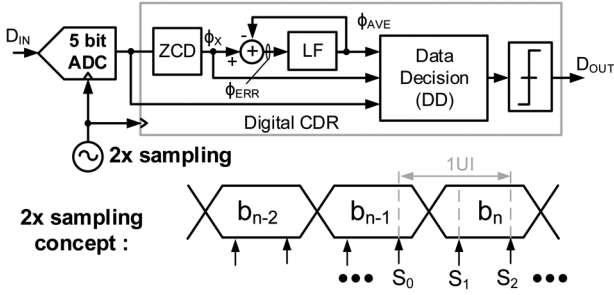 D_IN
5 bit
ADC
ZCD
ϕ_X
-
+
+
ϕ_ERR
LF
ϕ_AVE
Data
Decision
(DD)
D_OUT
Digital CDR
2x sampling
1UI
2x sampling
concept :
b_n-2
b_n-1
b_n
●●● S_0 S_1 S_2 ●●●